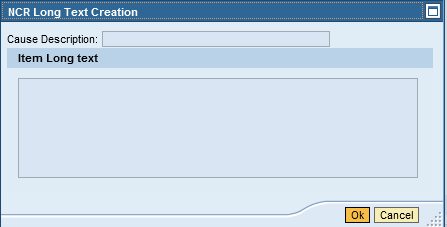 NCR Long Text Creation
Cause Description:
Item Long text
Ok Cancel